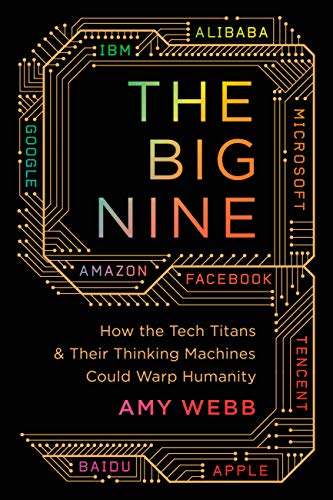 ALIBABA
IBM
GOOGLE
MICROSOFT
THE
BIG
NINE
AMAZON
FACEBOOK
TENCENT
How the Tech Titans
& Their Thinking Machines
Could Warp Humanity
AMY WEBB
BAIDU
APPLE